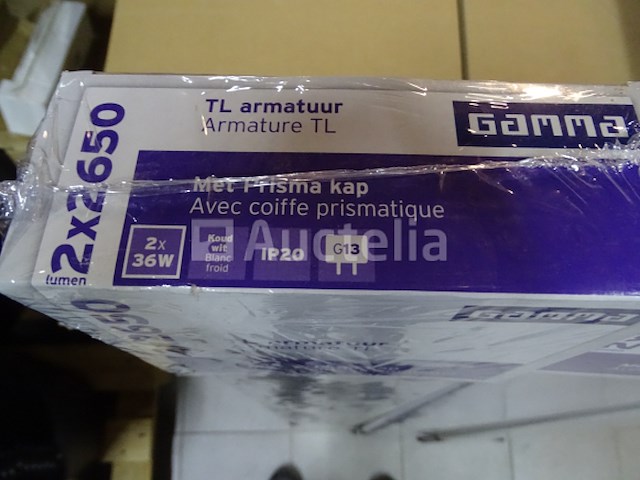 TL armatuur
Armature TL
GAMMA
2x2650
lumen
Met Prisma kap
Avec coiffe prismatique
2x
36W
Koud
wit
Blanc
froid
IP20
G13
Auctelia
GAMMA